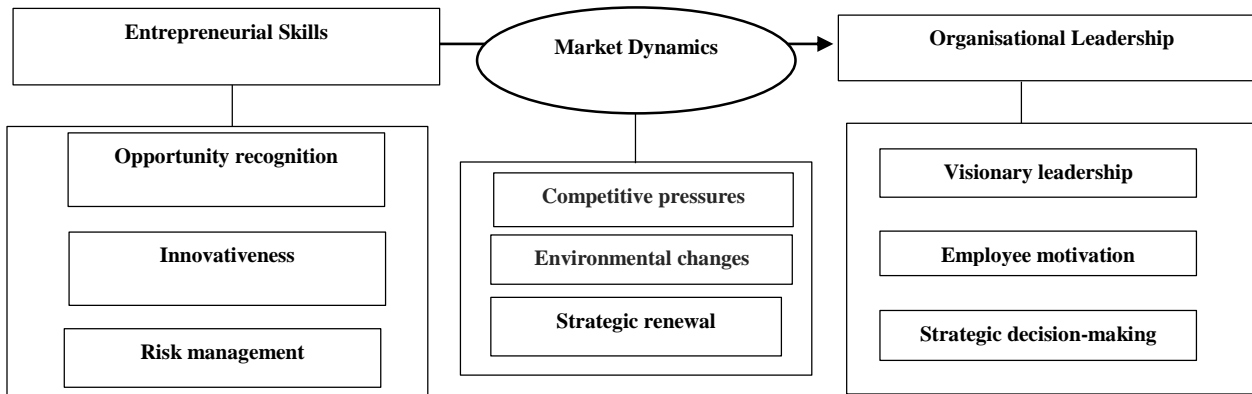 Entrepreneurial Skills
Market Dynamics
Organisational Leadership
Opportunity recognition
Innovativeness
Risk management
Competitive pressures
Environmental changes
Strategic renewal
Visionary leadership
Employee motivation
Strategic decision-making